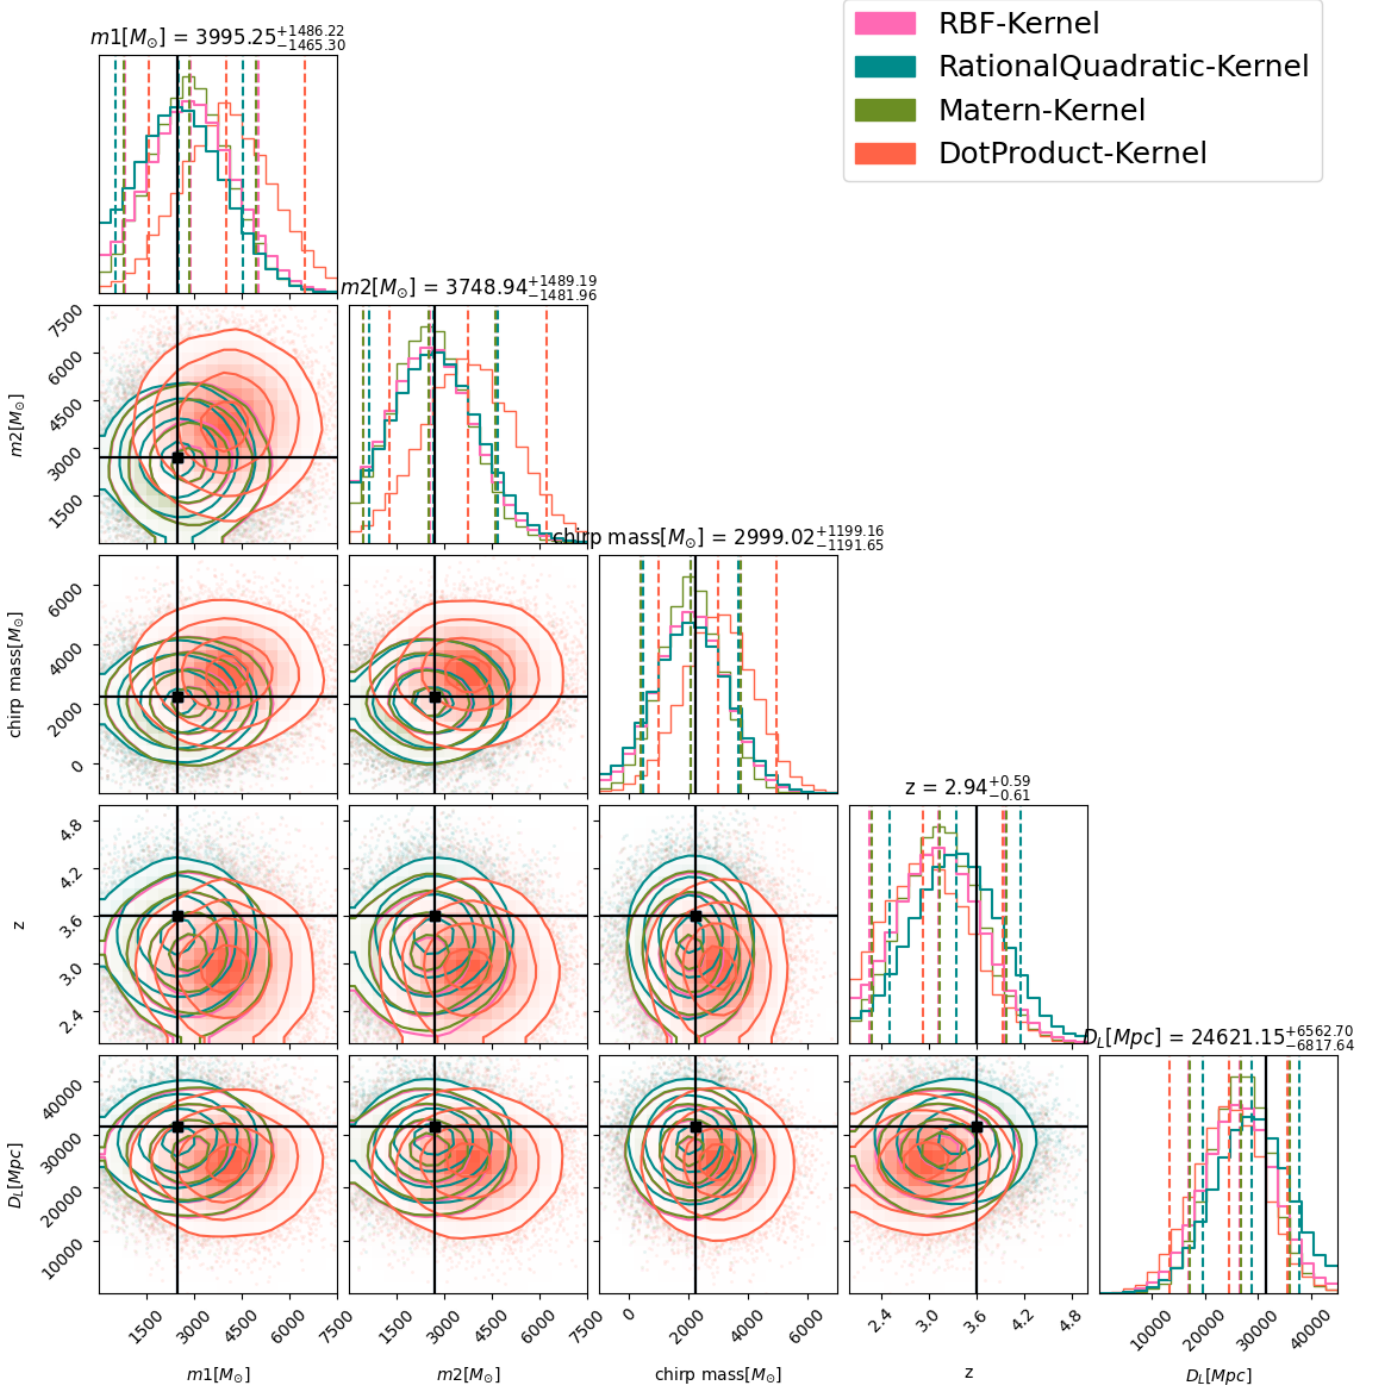 RBF-Kernel
RationalQuadratic-Kernel
Matern-Kernel
DotProduct-Kernel
m1[M⊙] = 3995.25+1486.22 −1465.30
m2[M⊙] = 3748.94+1489.19 −1481.96
7500
6000
4500
3000
1500
m2[M⊙]
chirp mass[M⊙] = 2999.02+1199.16 −1191.65
6000
4000
2000
0
chirp mass[M⊙]
z = 2.94+0.59 −0.61
4.8
4.2
3.6
3.0
2.4
z
D_L[Mpc] = 24621.15+6562.70 −6817.64
40000
30000
20000
10000
D_L[Mpc]
1500 3000 4500 6000 7500 1500 3000 4500 6000 7500 0 2000 4000 6000 2.4 3.0 3.6 4.2 4.8 10000 20000 30000 40000
m1[M⊙] m2[M⊙] chirp mass[M⊙] z D_L[Mpc]